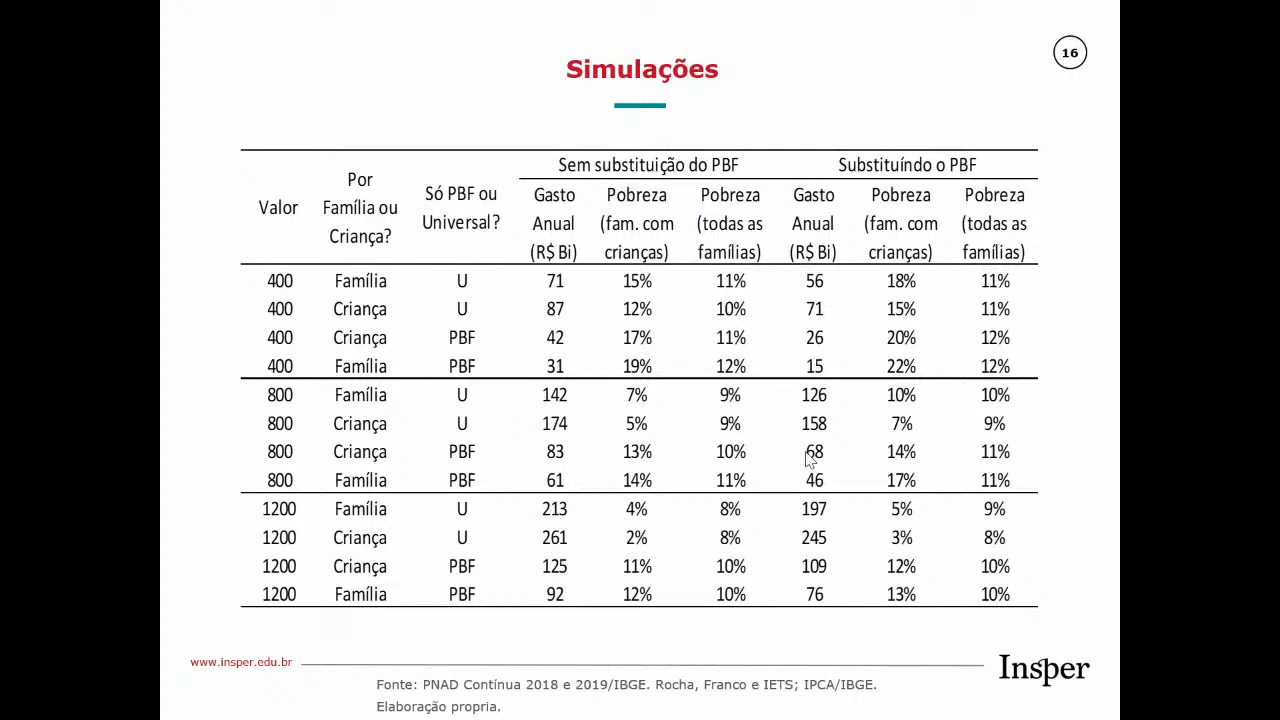 16
Simulações
Sem substituição do PBF Substituíndo o PBF
Valor Por Família ou Criança? Só PBF ou Universal? Gasto Anual (R$ Bi) Pobreza (fam. com crianças) Pobreza (todas as famílias) Gasto Anual (R$ Bi) Pobreza (fam. com crianças) Pobreza (todas as famílias)
400 Família U 71 15% 11% 56 18% 11%
400 Criança U 87 12% 10% 71 15% 11%
400 Criança PBF 42 17% 11% 26 20% 12%
400 Família PBF 31 19% 12% 15 22% 12%
800 Família U 142 7% 9% 126 10% 10%
800 Criança U 174 5% 9% 158 7% 9%
800 Criança PBF 83 13% 10% 68 14% 11%
800 Família PBF 61 14% 11% 46 17% 11%
1200 Família U 213 4% 8% 197 5% 9%
1200 Criança U 261 2% 8% 245 3% 8%
1200 Criança PBF 125 11% 10% 109 12% 10%
1200 Família PBF 92 12% 10% 76 13% 10%
www.insper.edu.br
Insper
Fonte: PNAD Contínua 2018 e 2019/IBGE. Rocha, Franco e IETS; IPCA/IBGE.
Elaboração propria.